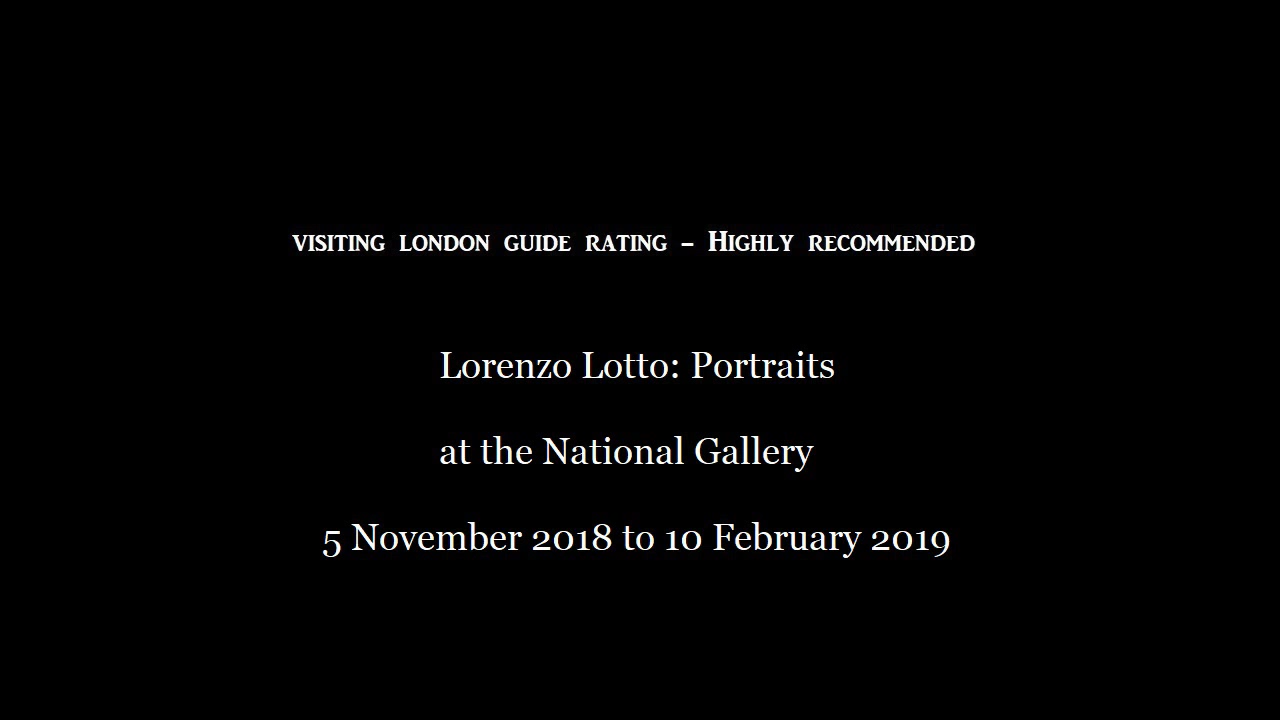 visiting london guide rating – Highly recommended
Lorenzo Lotto: Portraits
at the National Gallery
5 November 2018 to 10 February 2019